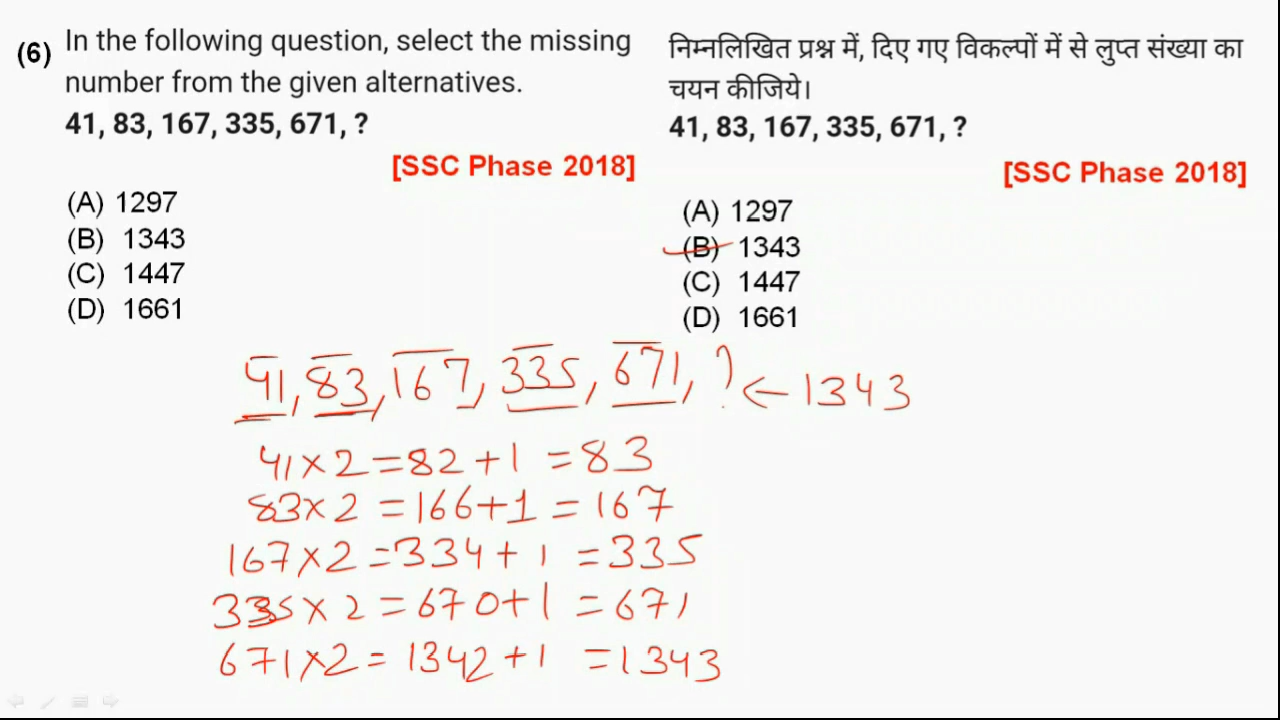 (6) In the following question, select the missing
number from the given alternatives.
41, 83, 167, 335, 671, ?
[SSC Phase 2018]
(A) 1297
(B) 1343
(C) 1447
(D) 1661
निम्नलिखित प्रश्न में, दिए गए विकल्पों में से लुप्त संख्या का
चयन कीजिये।
41, 83, 167, 335, 671, ?
[SSC Phase 2018]
(A) 1297
(B) 1343
(C) 1447
(D) 1661
41, 83, 167, 335, 671, ? ← 1343
41 × 2 = 82 + 1 = 83
83 × 2 = 166 + 1 = 167
167 × 2 = 334 + 1 = 335
335 × 2 = 670 + 1 = 671
671 × 2 = 1342 + 1 = 1343